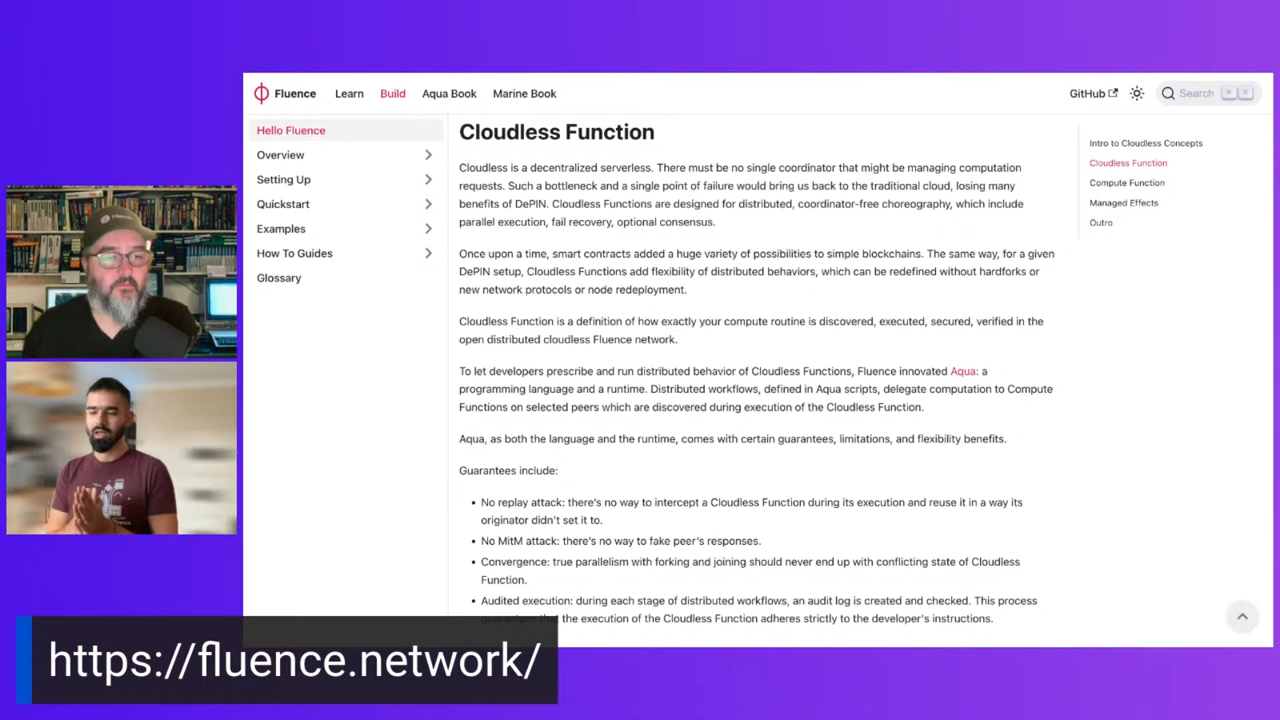 Fluence Learn Build Aqua Book Marine Book GitHub Search
Hello Fluence
Overview
Setting Up
Quickstart
Examples
How To Guides
Glossary
Cloudless Function
Cloudless is a decentralized serverless. There must be no single coordinator that might be managing computation
requests. Such a bottleneck and a single point of failure would bring us back to the traditional cloud, losing many
benefits of DePIN. Cloudless Functions are designed for distributed, coordinator-free choreography, which include
parallel execution, fail recovery, optional consensus.
Once upon a time, smart contracts added a huge variety of possibilities to simple blockchains. The same way, for a given
DePIN setup, Cloudless Functions add flexibility of distributed behaviors, which can be redefined without hardforks or
new network protocols or node redeployment.
Cloudless Function is a definition of how exactly your compute routine is discovered, executed, secured, verified in the
open distributed cloudless Fluence network.
To let developers prescribe and run distributed behavior of Cloudless Functions, Fluence innovated Aqua: a
programming language and a runtime. Distributed workflows, defined in Aqua scripts, delegate computation to Compute
Functions on selected peers which are discovered during execution of the Cloudless Function.
Aqua, as both the language and the runtime, comes with certain guarantees, limitations, and flexibility benefits.
Guarantees include:
• No replay attack: there's no way to intercept a Cloudless Function during its execution and reuse it in a way its
originator didn't set it to.
• No MitM attack: there's no way to fake peer's responses.
• Convergence: true parallelism with forking and joining should never end up with conflicting state of Cloudless
Function.
• Audited execution: during each stage of distributed workflows, an audit log is created and checked. This process
guarantees that the execution of the Cloudless Function adheres strictly to the developer's instructions.
Intro to Cloudless Concepts
Cloudless Function
Compute Function
Managed Effects
Outro
https://fluence.network/